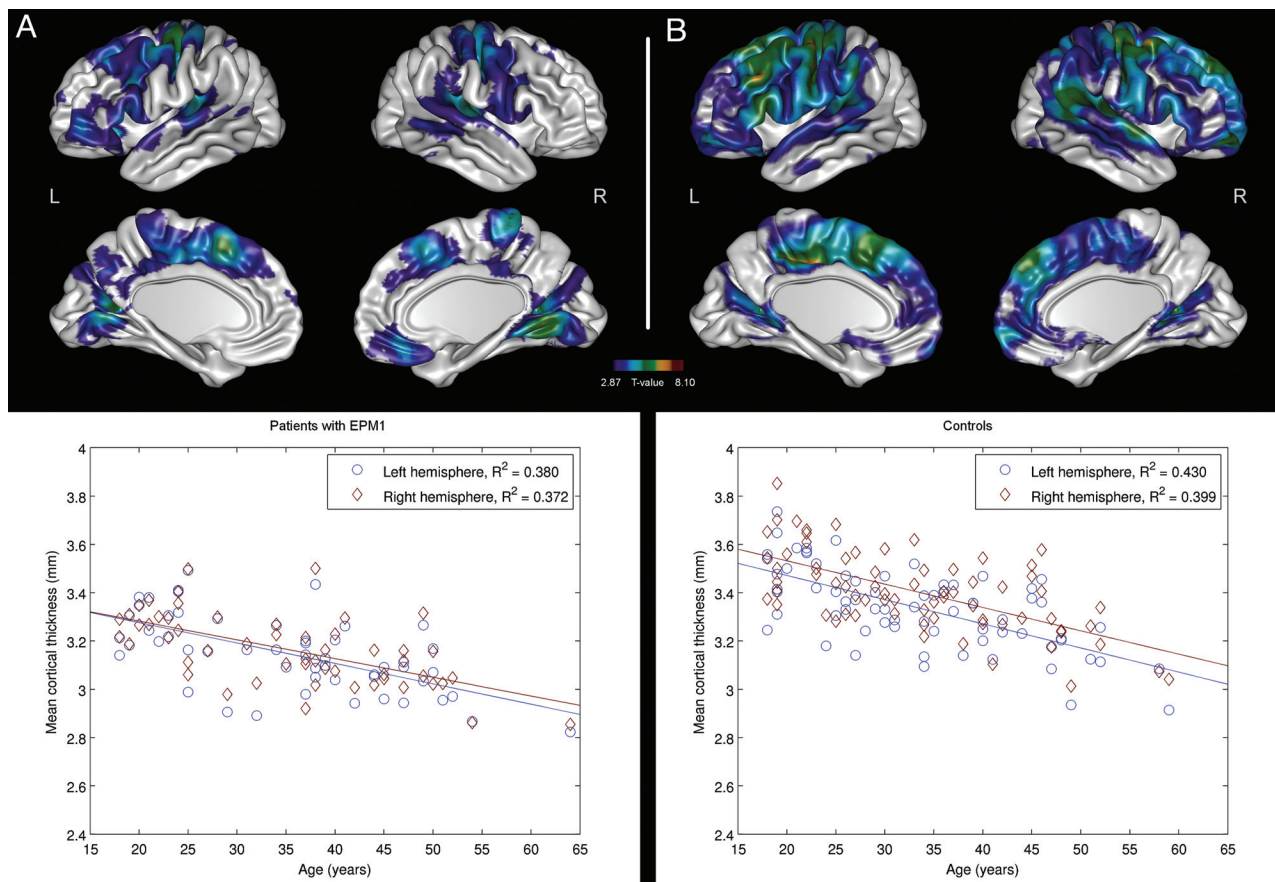 A
B
L
R
L
R
2.87 T-value 8.10
Patients with EPM1
Left hemisphere, R² = 0.380
Right hemisphere, R² = 0.372
Mean cortical thickness (mm)
4
3.8
3.6
3.4
3.2
3
2.8
2.6
2.4
15 20 25 30 35 40 45 50 55 60 65
Age (years)
Controls
Left hemisphere, R² = 0.430
Right hemisphere, R² = 0.399
Mean cortical thickness (mm)
4
3.8
3.6
3.4
3.2
3
2.8
2.6
2.4
15 20 25 30 35 40 45 50 55 60 65
Age (years)